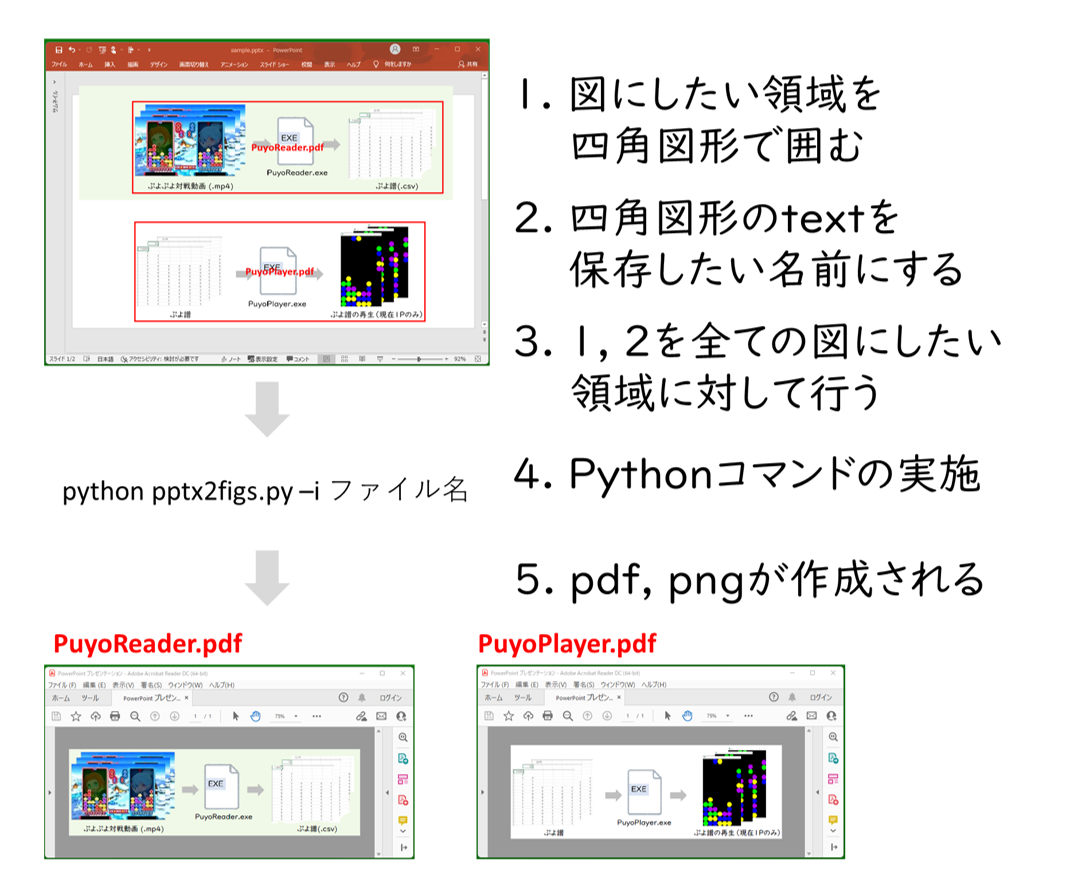 sample.pptx - PowerPoint
ファイル ホーム 挿入 描画 デザイン 画面切り替え アニメーション スライド ショー 校閲 表示 ヘルプ 何をしますか 共有
サムネイル
EXE
PuyoReader.pdf
PuyoReader.exe
ぷよぷよ対戦動画 (.mp4)
ぷよ譜(.csv)
EXE
PuyoPlayer.pdf
PuyoPlayer.exe
ぷよ譜
ぷよ譜の再生(現在1Pのみ)
スライド 1/2 日本語 アクセシビリティ: 検討が必要です ノート 表示設定 コメント 92%
1. 図にしたい領域を
四角図形で囲む
2. 四角図形のtextを
保存したい名前にする
3. 1, 2を全ての図にしたい
領域に対して行う
python pptx2figs.py –i ファイル名
4. Pythonコマンドの実施
5. pdf, pngが作成される
PuyoReader.pdf
PowerPoint プレゼンテーション - Adobe Acrobat Reader DC (64-bit)
ファイル(F) 編集(E) 表示(V) 署名(S) ウィンドウ(W) ヘルプ(H)
ホーム ツール PowerPoint プレゼン... × ログイン
1 / 1 75%
EXE
PuyoReader.exe
ぷよぷよ対戦動画 (.mp4)
ぷよ譜(.csv)
PuyoPlayer.pdf
PowerPoint プレゼンテーション - Adobe Acrobat Reader DC (64-bit)
ファイル(F) 編集(E) 表示(V) 署名(S) ウィンドウ(W) ヘルプ(H)
ホーム ツール PowerPoint プレゼン... × ログイン
1 / 1 75%
EXE
PuyoPlayer.exe
ぷよ譜
ぷよ譜の再生(現在1Pのみ)